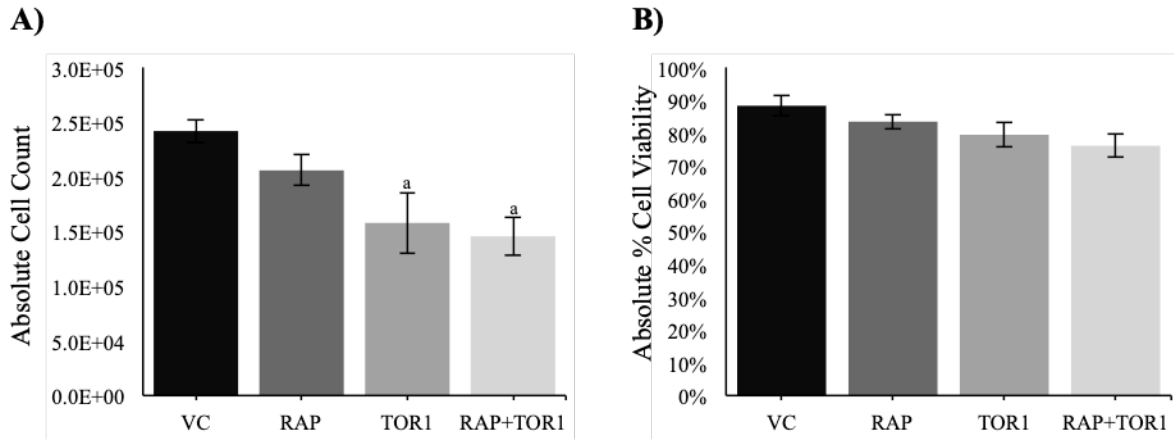 A)
Absolute Cell Count
3.0E+05
2.5E+05
2.0E+05
1.5E+05
1.0E+05
5.0E+04
0.0E+00
a
a
VC RAP TOR1 RAP+TOR1
B)
Absolute % Cell Viability
100%
90%
80%
70%
60%
50%
40%
30%
20%
10%
0%
VC RAP TOR1 RAP+TOR1